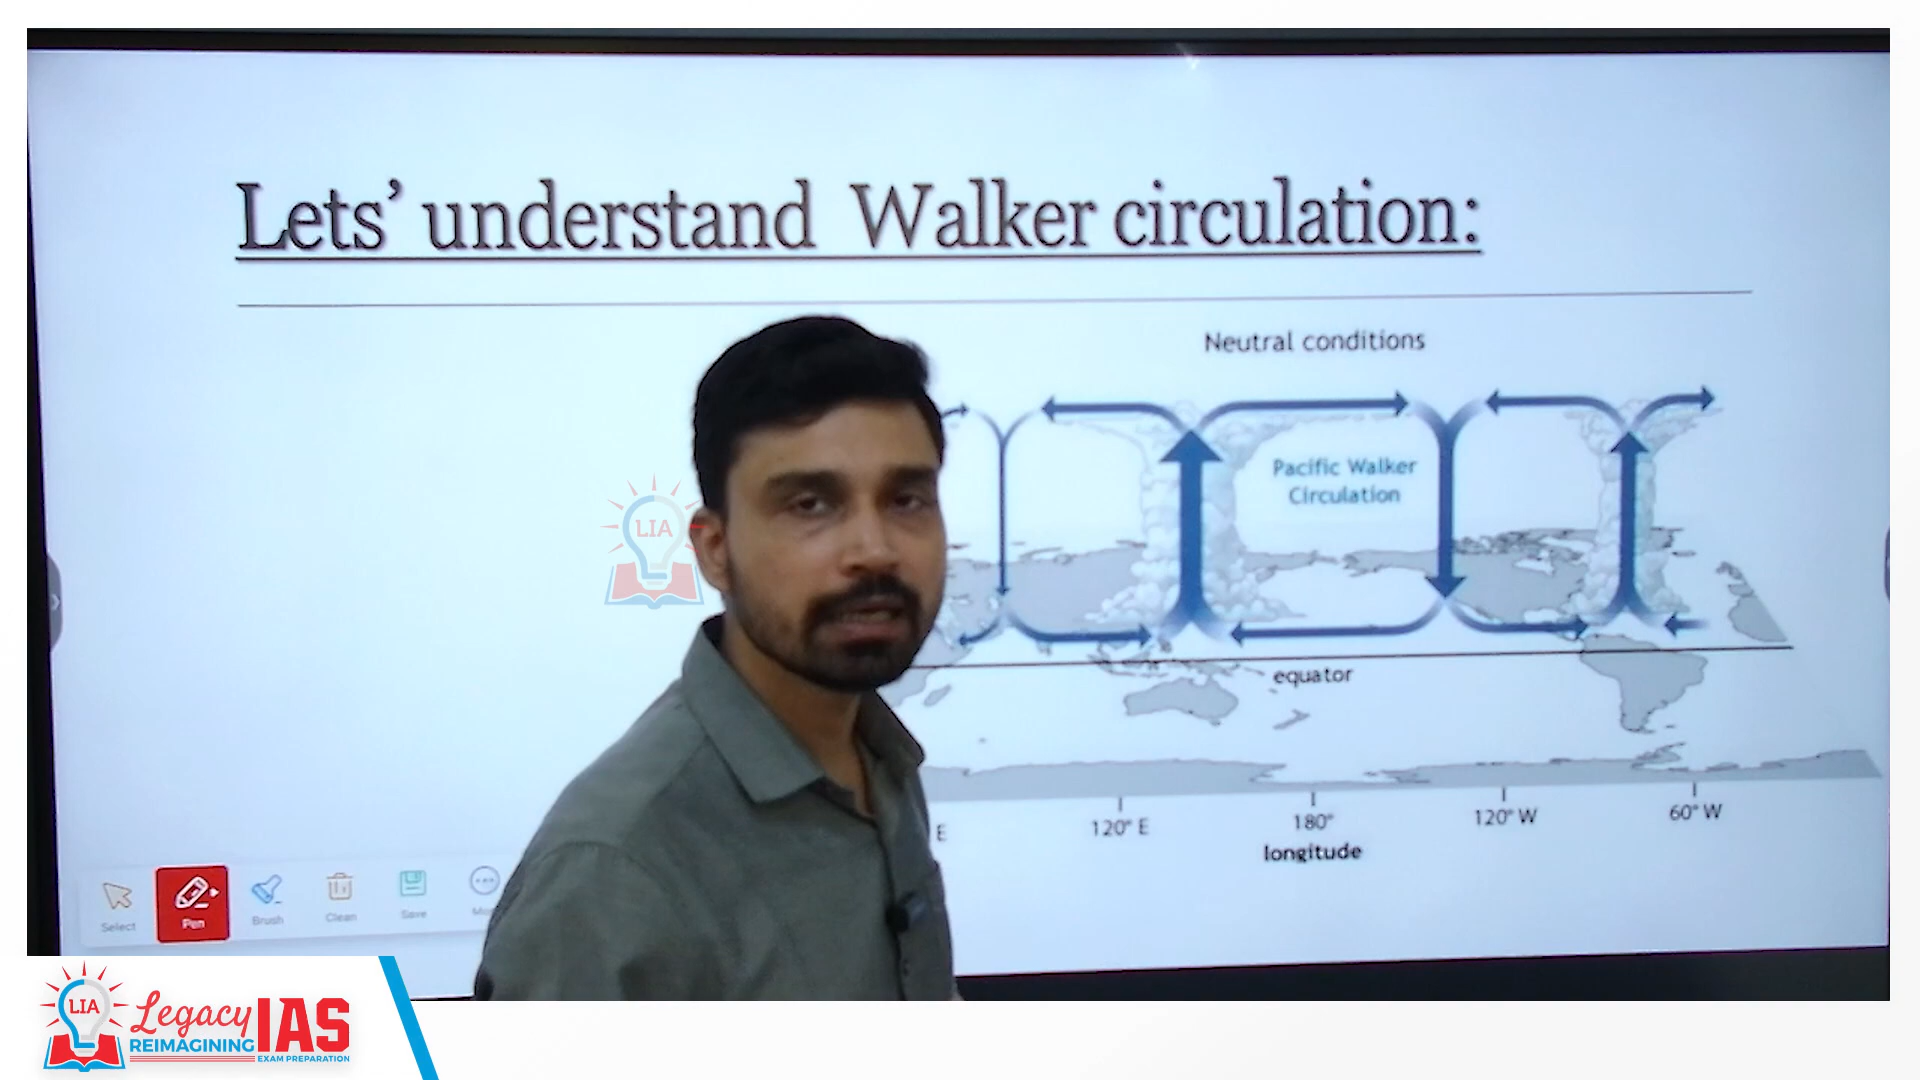 Lets’ understand Walker circulation:
Neutral conditions
Pacific Walker
Circulation
LIA
equator
E
120° E
180°
120° W
60° W
longitude
Select
Pen
Brush
Clean
Save
LIA
Legacy IAS
REIMAGINING
EXAM PREPARATION